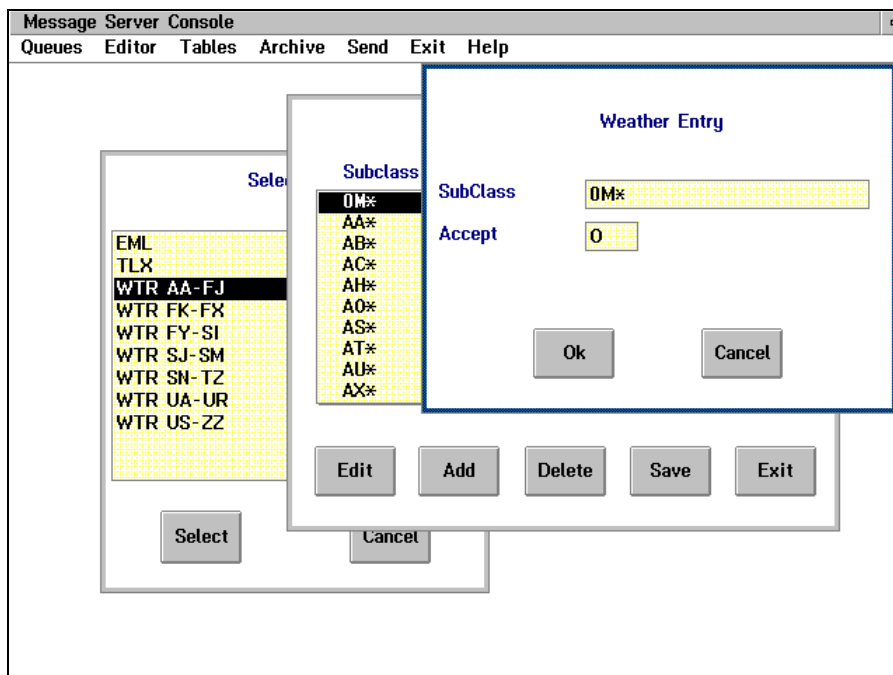 Message Server Console
Queues Editor Tables Archive Send Exit Help
Selec
EML
TLX
WTR AA-FJ
WTR FK-FX
WTR FY-SI
WTR SJ-SM
WTR SN-TZ
WTR UA-UR
WTR US-ZZ
Select Cancel
Subclass
0M*
AA*
AB*
AC*
AH*
AO*
AS*
AT*
AU*
AX*
Edit Add Delete Save Exit
Weather Entry
SubClass 0M*
Accept O
Ok Cancel